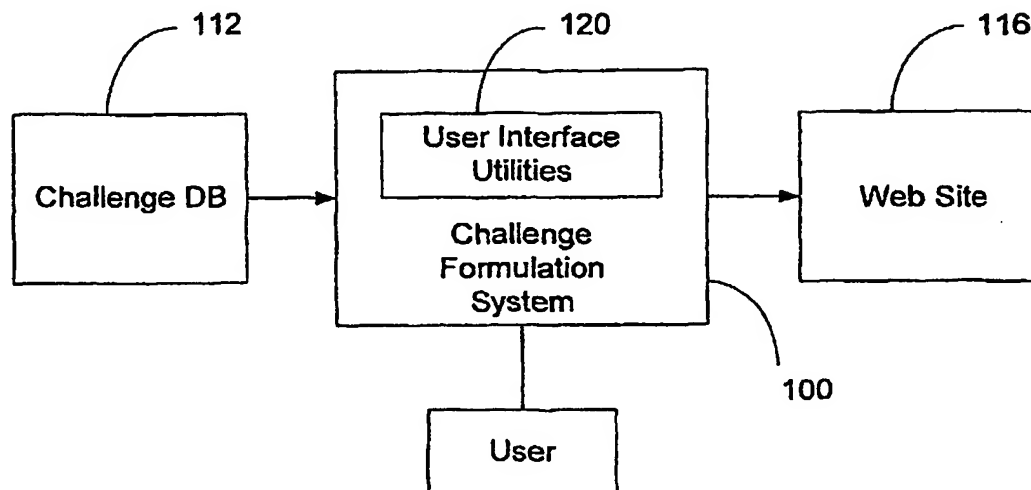 112
120
116
Challenge DB
User Interface
Utilities
Challenge
Formulation
System
Web Site
100
User